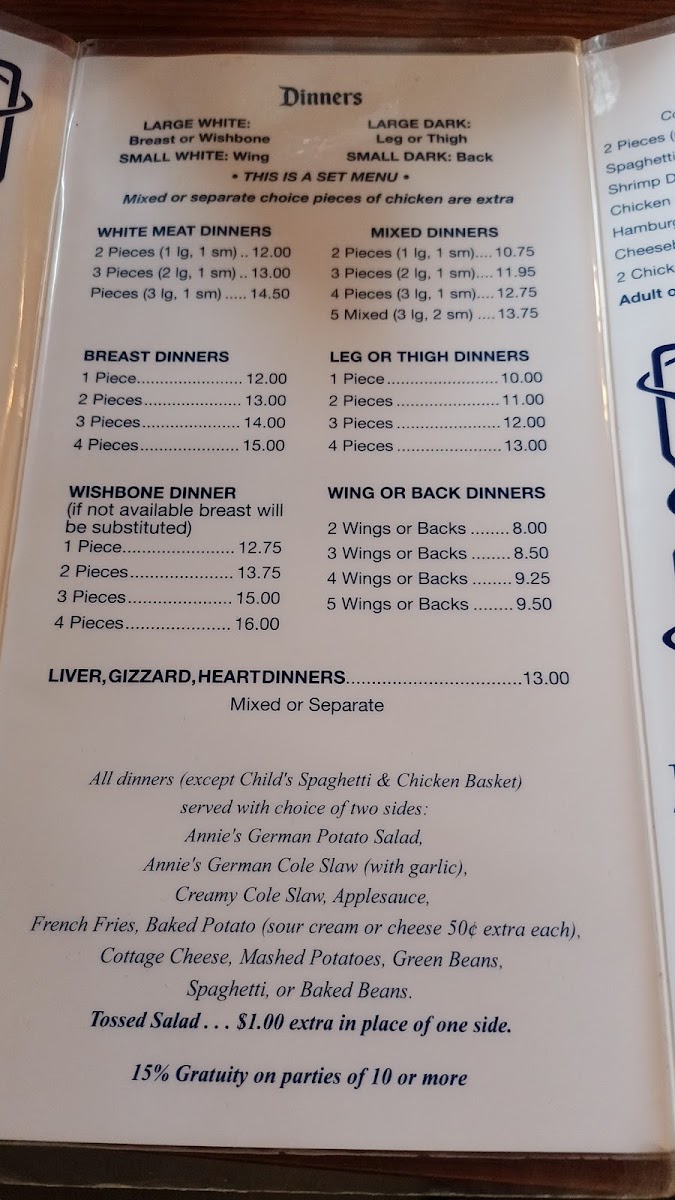 Dinners
LARGE WHITE:
Breast or Wishbone
SMALL WHITE: Wing
LARGE DARK:
Leg or Thigh
SMALL DARK: Back
• THIS IS A SET MENU •
Mixed or separate choice pieces of chicken are extra
WHITE MEAT DINNERS
2 Pieces (1 lg, 1 sm) .. 12.00
3 Pieces (2 lg, 1 sm) .. 13.00
Pieces (3 lg, 1 sm) ..... 14.50
MIXED DINNERS
2 Pieces (1 lg, 1 sm).... 10.75
3 Pieces (2 lg, 1 sm).... 11.95
4 Pieces (3 lg, 1 sm).... 12.75
5 Mixed (3 lg, 2 sm) .... 13.75
BREAST DINNERS
1 Piece........................ 12.00
2 Pieces...................... 13.00
3 Pieces...................... 14.00
4 Pieces...................... 15.00
LEG OR THIGH DINNERS
1 Piece.........................10.00
2 Pieces.......................11.00
3 Pieces.......................12.00
4 Pieces.......................13.00
WISHBONE DINNER
(if not available breast will
be substituted)
1 Piece........................ 12.75
2 Pieces...................... 13.75
3 Pieces...................... 15.00
4 Pieces...................... 16.00
WING OR BACK DINNERS
2 Wings or Backs ........8.00
3 Wings or Backs ........8.50
4 Wings or Backs ........9.25
5 Wings or Backs ........9.50
LIVER, GIZZARD, HEART DINNERS..................................13.00
Mixed or Separate
All dinners (except Child's Spaghetti & Chicken Basket)
served with choice of two sides:
Annie's German Potato Salad,
Annie's German Cole Slaw (with garlic),
Creamy Cole Slaw, Applesauce,
French Fries, Baked Potato (sour cream or cheese 50¢ extra each),
Cottage Cheese, Mashed Potatoes, Green Beans,
Spaghetti, or Baked Beans.
Tossed Salad . . . $1.00 extra in place of one side.
15% Gratuity on parties of 10 or more
2 Pieces
Spaghetti
Shrimp
Chicken
2
Adult